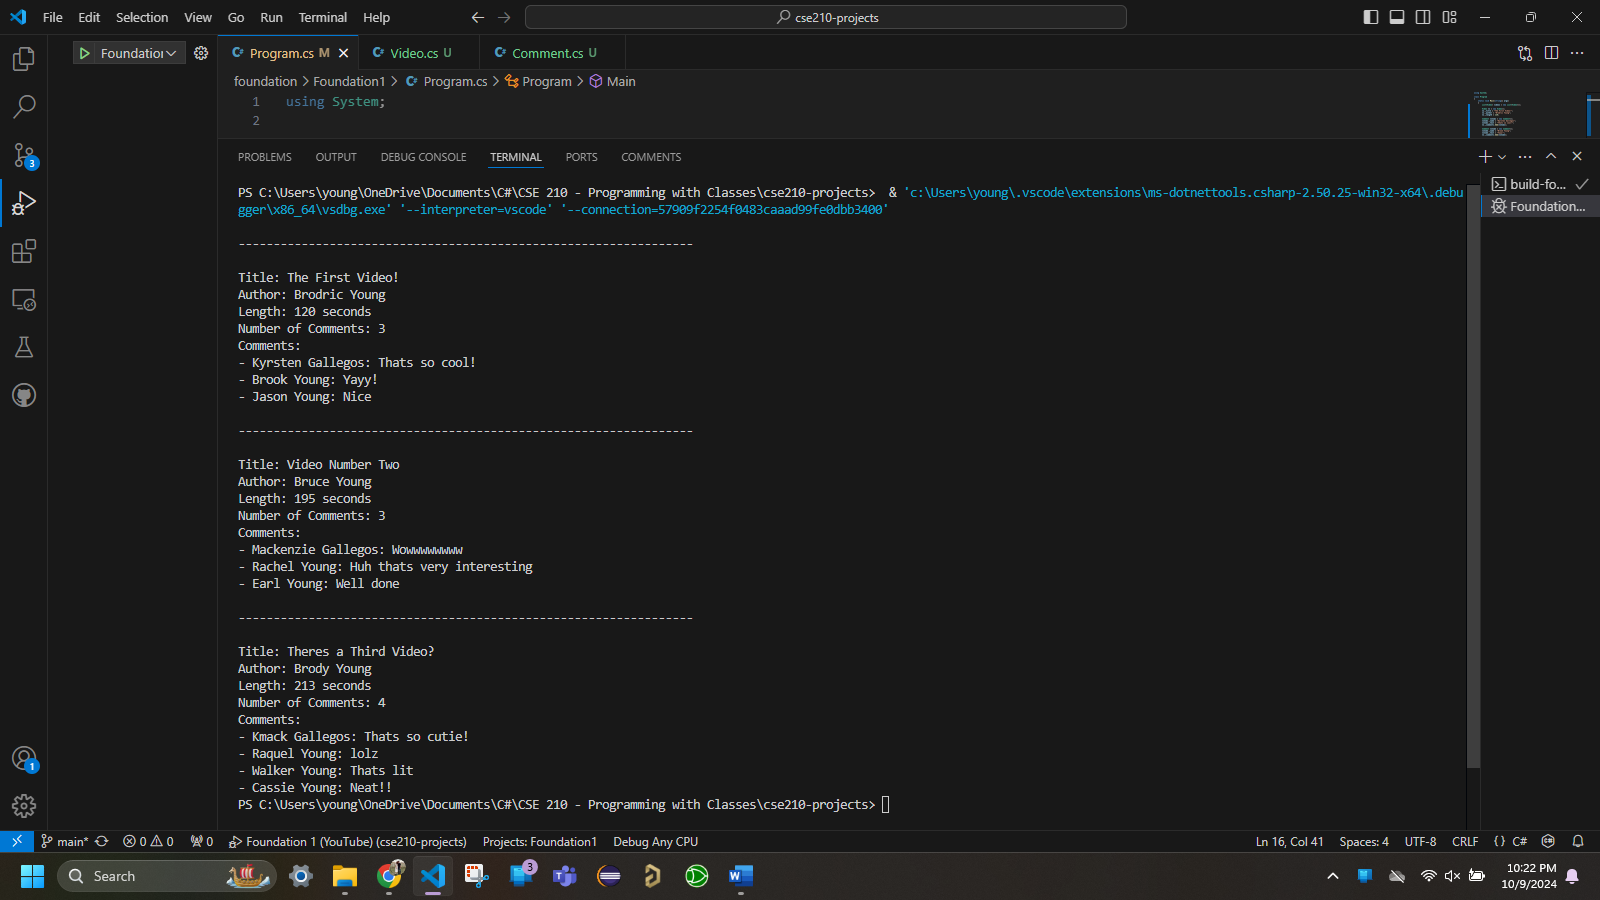 File Edit Selection View Go Run Terminal Help
cse210-projects
Foundation
Program.cs M
Video.cs U
Comment.cs U
foundation > Foundation1 > Program.cs > Program > Main
1 using System;
2
PROBLEMS OUTPUT DEBUG CONSOLE TERMINAL PORTS COMMENTS
PS C:\Users\young\OneDrive\Documents\C#\CSE 210 - Programming with Classes\cse210-projects> & 'c:\Users\young\.vscode\extensions\ms-dotnettools.csharp-2.50.25-win32-x64\.debu
gger\x86_64\vsdbg.exe' '--interpreter=vscode' '--connection=57909f2254f0483caaad99fe0dbb3400'
build-fo...
Foundation...
-----------------------------------------------------------------
Title: The First Video!
Author: Brodric Young
Length: 120 seconds
Number of Comments: 3
Comments:
- Kyrsten Gallegos: Thats so cool!
- Brook Young: Yayy!
- Jason Young: Nice
-----------------------------------------------------------------
Title: Video Number Two
Author: Bruce Young
Length: 195 seconds
Number of Comments: 3
Comments:
- Mackenzie Gallegos: Wowwwwwwww
- Rachel Young: Huh thats very interesting
- Earl Young: Well done
-----------------------------------------------------------------
Title: Theres a Third Video?
Author: Brody Young
Length: 213 seconds
Number of Comments: 4
Comments:
- Kmack Gallegos: Thats so cutie!
- Raquel Young: lolz
- Walker Young: Thats lit
- Cassie Young: Neat!!
PS C:\Users\young\OneDrive\Documents\C#\CSE 210 - Programming with Classes\cse210-projects>
3
1
main* 0 0 0 Foundation 1 (YouTube) (cse210-projects) Projects: Foundation1 Debug Any CPU Ln 16, Col 41 Spaces: 4 UTF-8 CRLF {} C#
Search
3
10:22 PM
10/9/2024